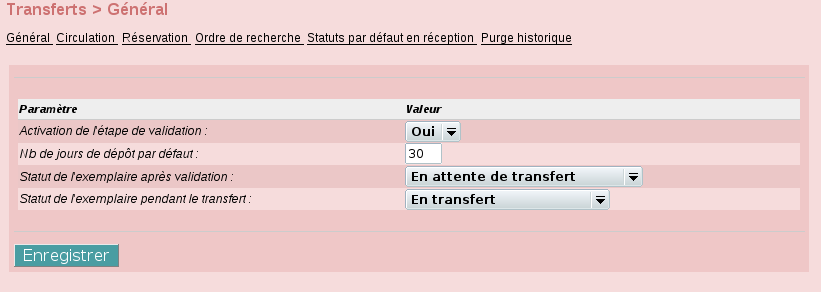 Transferts > Général
Général Circulation Réservation Ordre de recherche Statuts par défaut en réception Purge historique
Paramètre Valeur
Activation de l'étape de validation : Oui
Nb de jours de dépôt par défaut : 30
Statut de l'exemplaire après validation : En attente de transfert
Statut de l'exemplaire pendant le transfert : En transfert
Enregistrer